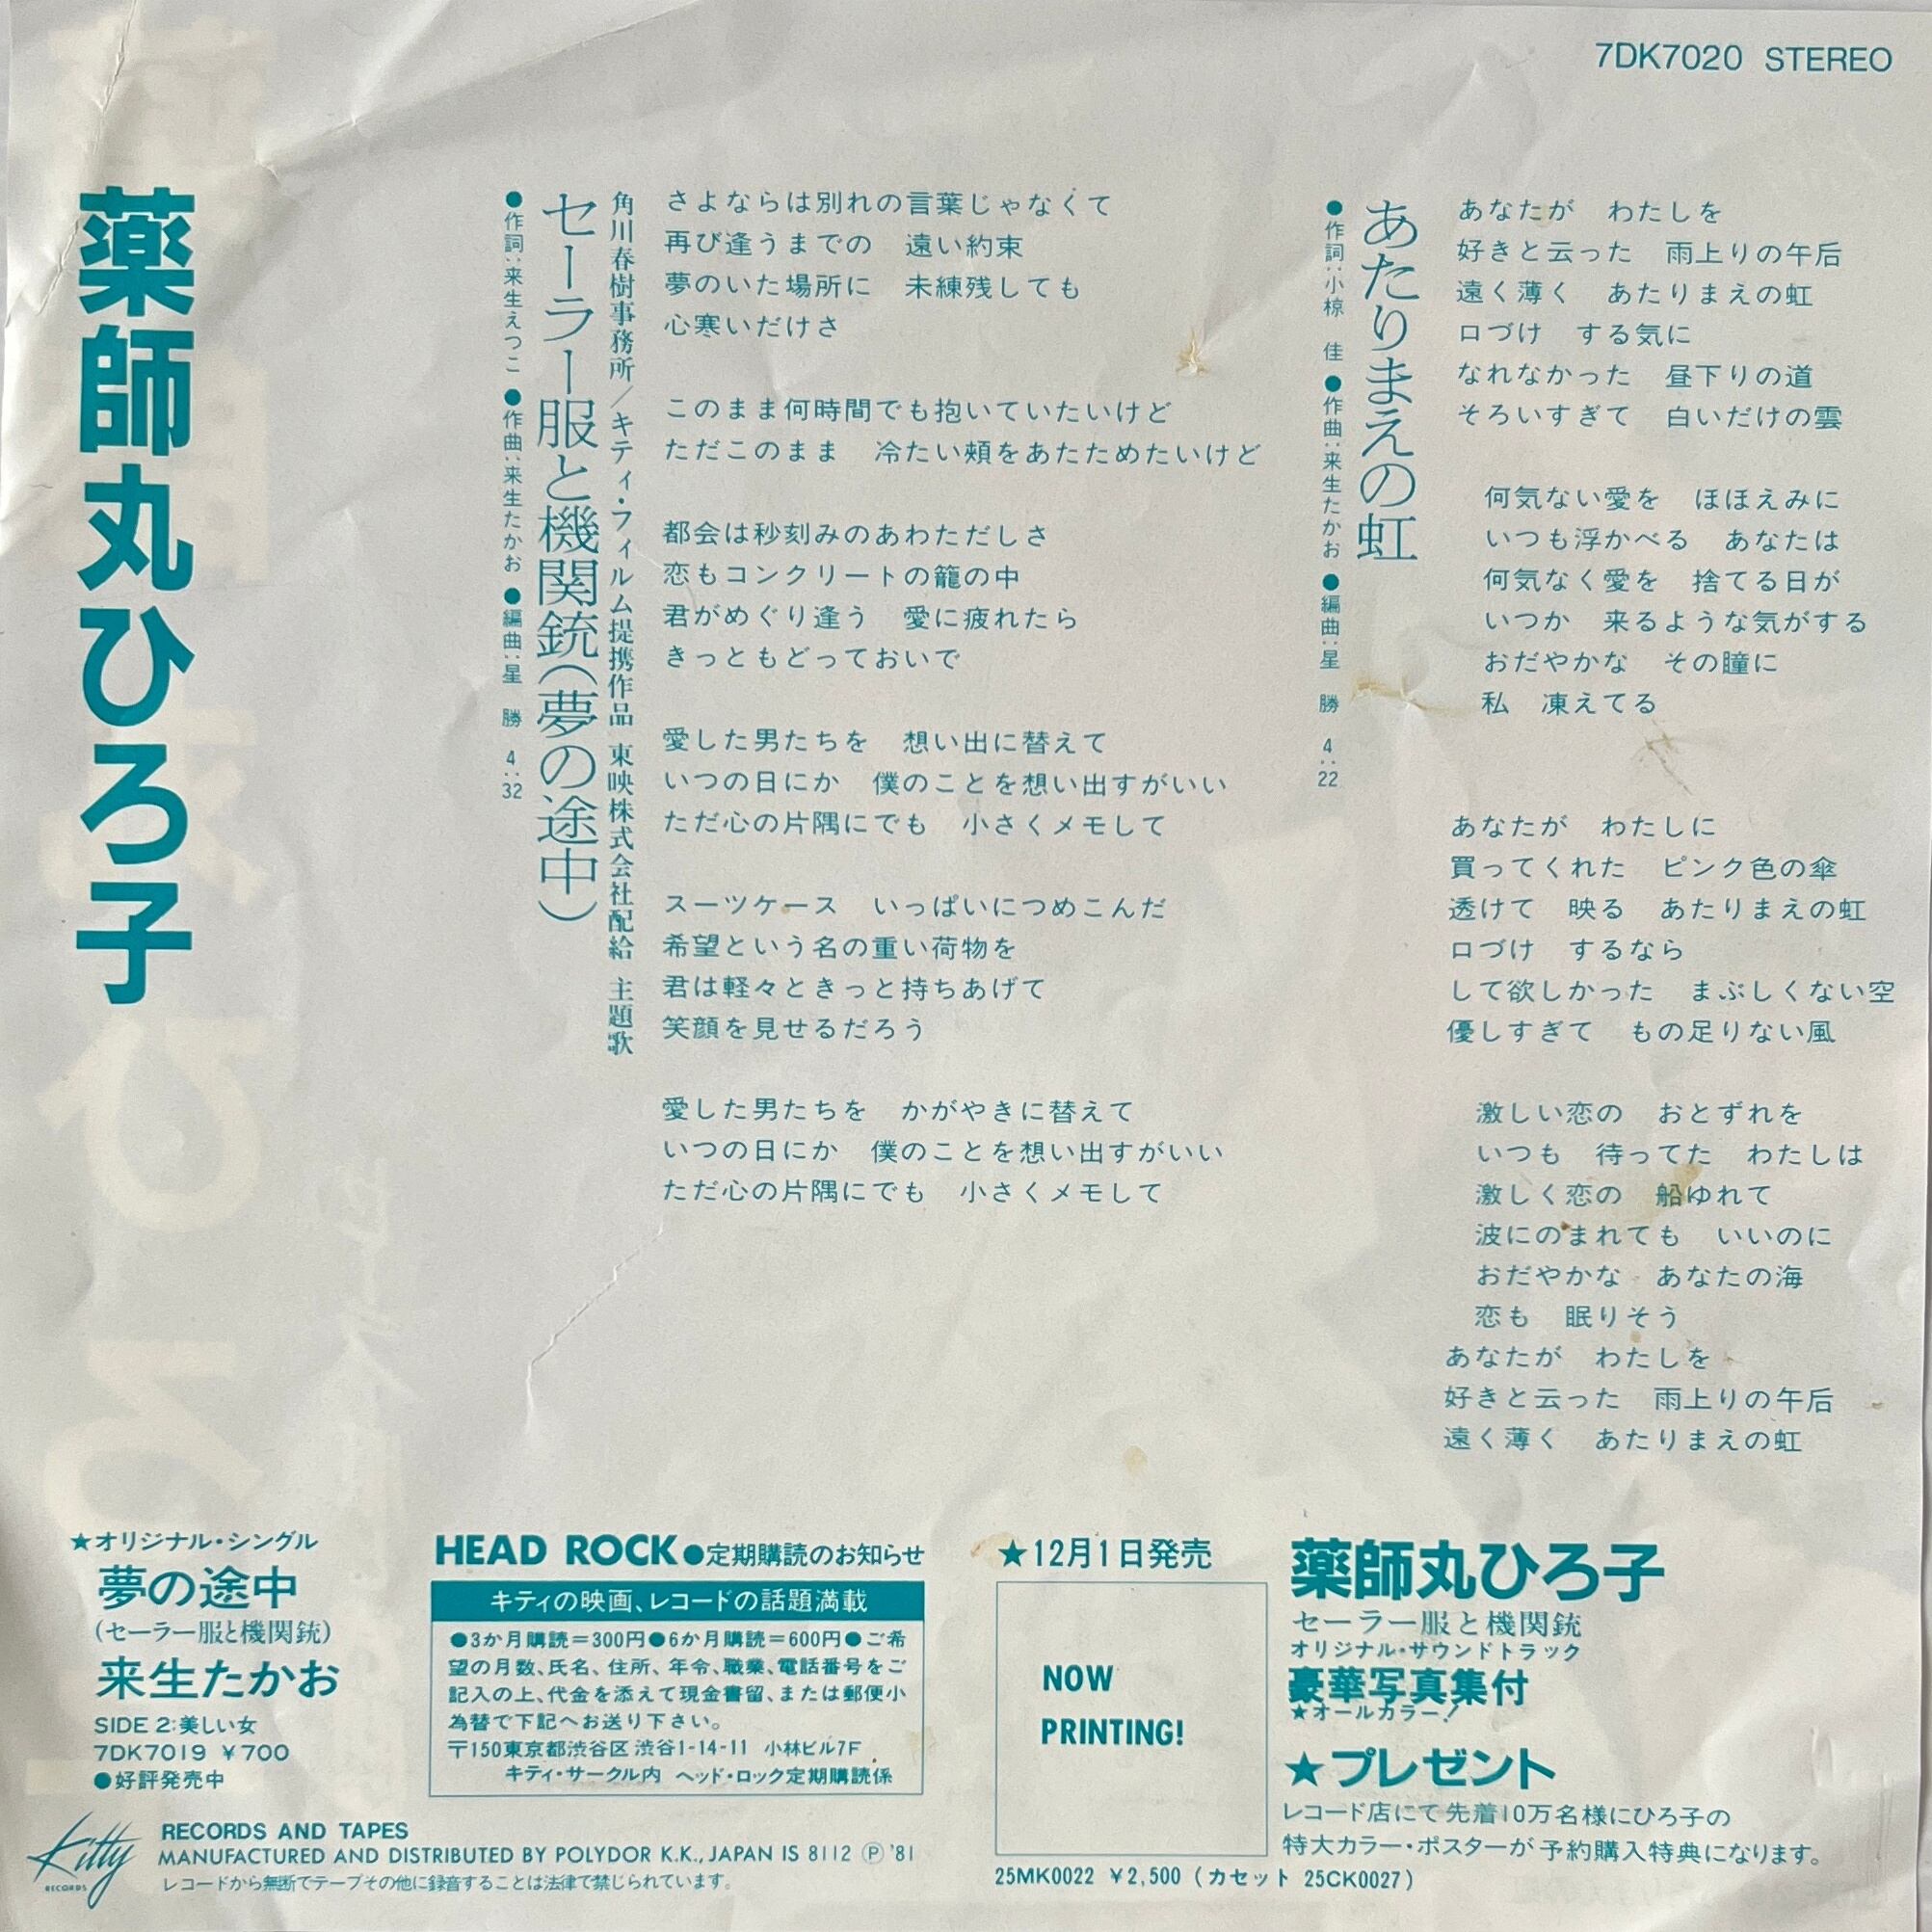 7DK7020 STEREO
薬師丸ひろ子
角川春樹事務所／キティ・フィルム提携作品 東映株式会社配給 主題歌
セーラー服と機関銃(夢の途中)
●作詞:来生えつこ●作曲:来生たかお●編曲:星 勝 4:32
さよならは別れの言葉じゃなくて
再び逢うまでの 遠い約束
夢のいた場所に 未練残しても
心寒いだけさ
このまま何時間でも抱いていたいけど
ただこのまま 冷たい頬をあたためたいけど
都会は秒刻みのあわただしさ
恋もコンクリートの籠の中
君がめぐり逢う 愛に疲れたら
きっともどっておいで
愛した男たちを 想い出に替えて
いつの日にか 僕のことを想い出すがいい
ただ心の片隅にでも 小さくメモして
スーツケース いっぱいにつめこんだ
希望という名の重い荷物を
君は軽々ときっと持ちあげて
笑顔を見せるだろう
愛した男たちを かがやきに替えて
いつの日にか 僕のことを想い出すがいい
ただ心の片隅にでも 小さくメモして
あたりまえの虹
●作詞:小椋 佳●作曲:来生たかお●編曲:星 勝 4:22
あなたが わたしを
好きと云った 雨上りの午后
遠く薄く あたりまえの虹
口づけ する気に
なれなかった 昼下りの道
そろいすぎて 白いだけの雲
何気ない愛を ほほえみに
いつも浮かべる あなたは
何気なく愛を 捨てる日が
いつか 来るような気がする
おだやかな その瞳に
私 凍えてる
あなたが わたしに
買ってくれた ピンク色の傘
透けて 映る あたりまえの虹
口づけ するなら
して欲しかった まぶしくない空
優しすぎて もの足りない風
激しい恋の おとずれを
いつも 待ってた わたしは
激しく恋の 船ゆれて
波にのまれても いいのに
おだやかな あなたの海
恋も 眠りそう
あなたが わたしを
好きと云った 雨上りの午后
遠く薄く あたりまえの虹
★オリジナル・シングル
夢の途中
(セーラー服と機関銃)
来生たかお
SIDE 2:美しい女
7DK7019 ¥700
●好評発売中
HEAD ROCK●定期購読のお知らせ
キティの映画、レコードの話題満載
●3か月購読＝300円●6か月購読＝600円●ご希
望の月数、氏名、住所、年令、職業、電話番号をご
記入の上、代金を添えて現金書留、または郵便小
為替で下記へお送り下さい。
〒150東京都渋谷区渋谷1-14-11 小林ビル7F
キティ・サークル内 ヘッド・ロック定期購読係
★12月1日発売
NOW
PRINTING!
25MK0022 ¥2,500 (カセット 25CK0027)
薬師丸ひろ子
セーラー服と機関銃
オリジナル・サウンドトラック
豪華写真集付
★オールカラー!
★プレゼント
レコード店にて先着10万名様にひろ子の
特大カラー・ポスターが予約購入特典になります。
Kitty
RECORDS
RECORDS AND TAPES
MANUFACTURED AND DISTRIBUTED BY POLYDOR K.K., JAPAN IS 8112 Ⓟ '81
レコードから無断でテープその他に録音することは法律で禁じられています。